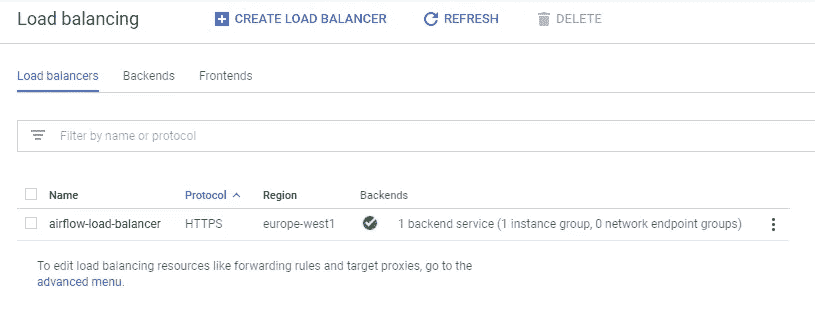 Load balancing CREATE LOAD BALANCER REFRESH DELETE
Load balancers Backends Frontends
Filter by name or protocol
Name Protocol Region Backends
airflow-load-balancer HTTPS europe-west1 1 backend service (1 instance group, 0 network endpoint groups)
To edit load balancing resources like forwarding rules and target proxies, go to the
advanced menu.